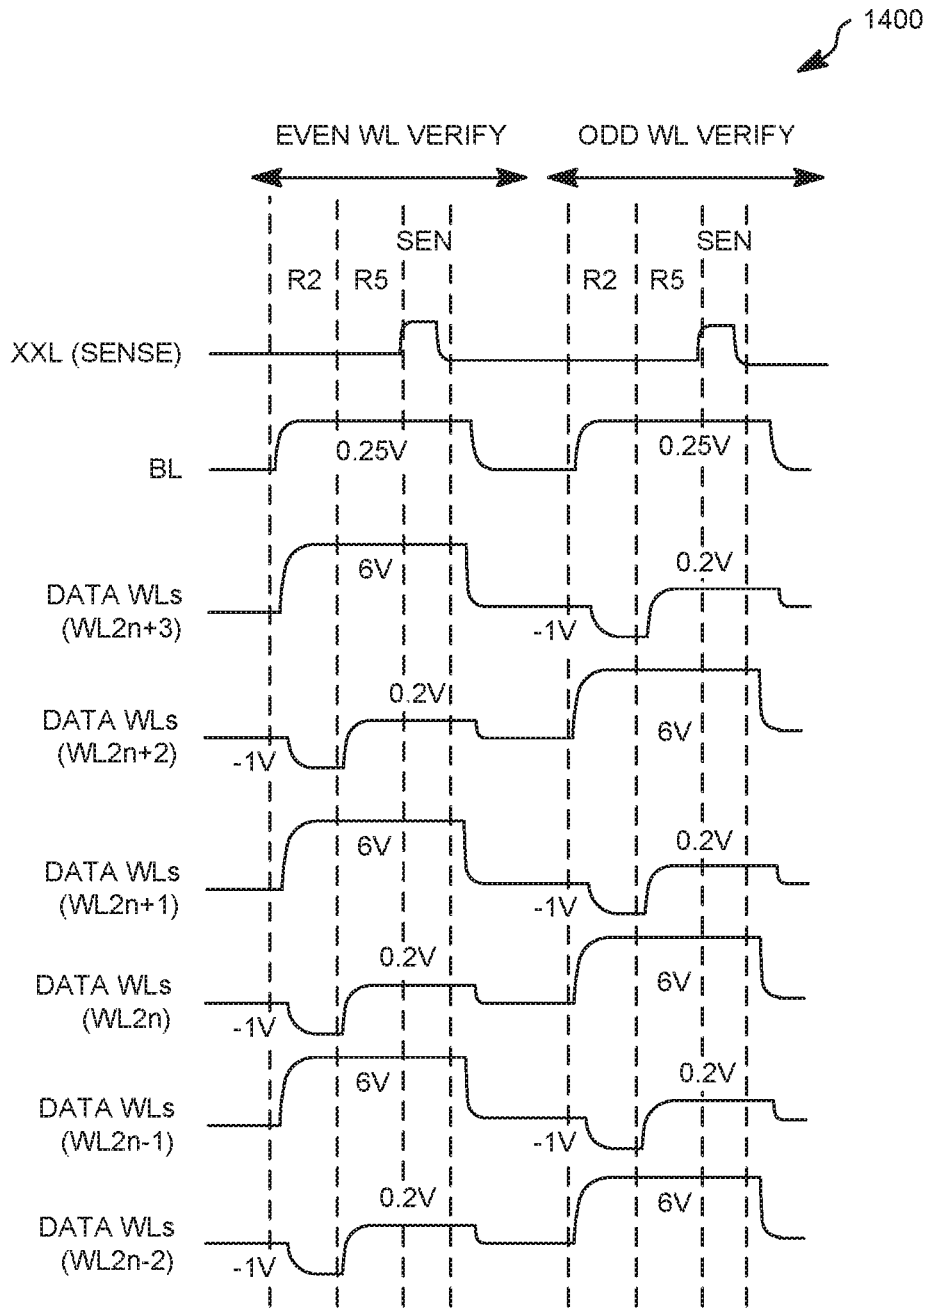 1400
EVEN WL VERIFY
ODD WL VERIFY
SEN
SEN
R2
R5
R2
R5
XXL (SENSE)
BL
0.25V
0.25V
DATA WLs
(WL2n+3)
6V
-1V
0.2V
DATA WLs
(WL2n+2)
-1V
0.2V
6V
DATA WLs
(WL2n+1)
6V
-1V
0.2V
DATA WLs
(WL2n)
-1V
0.2V
6V
DATA WLs
(WL2n-1)
6V
-1V
0.2V
DATA WLs
(WL2n-2)
-1V
0.2V
6V